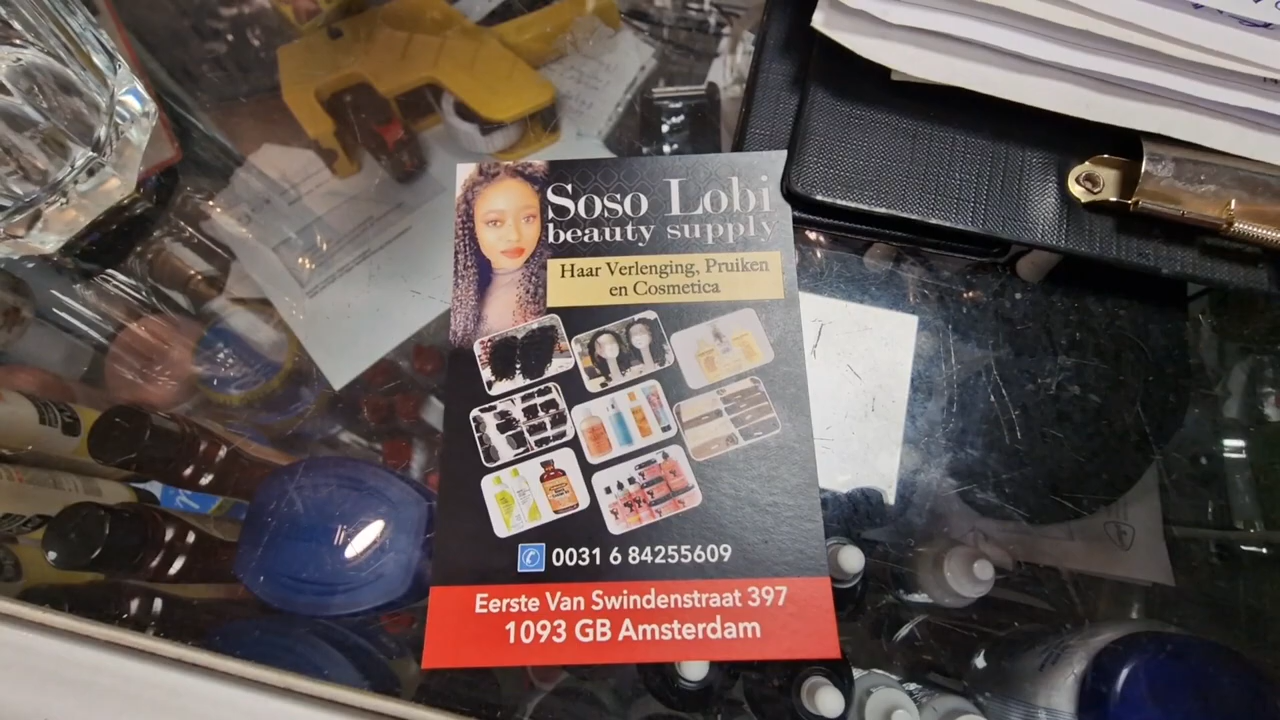 Soso Lobi
beauty supply
Haar Verlenging, Pruiken
en Cosmetica
0031 6 84255609
Eerste Van Swindenstraat 397
1093 GB Amsterdam